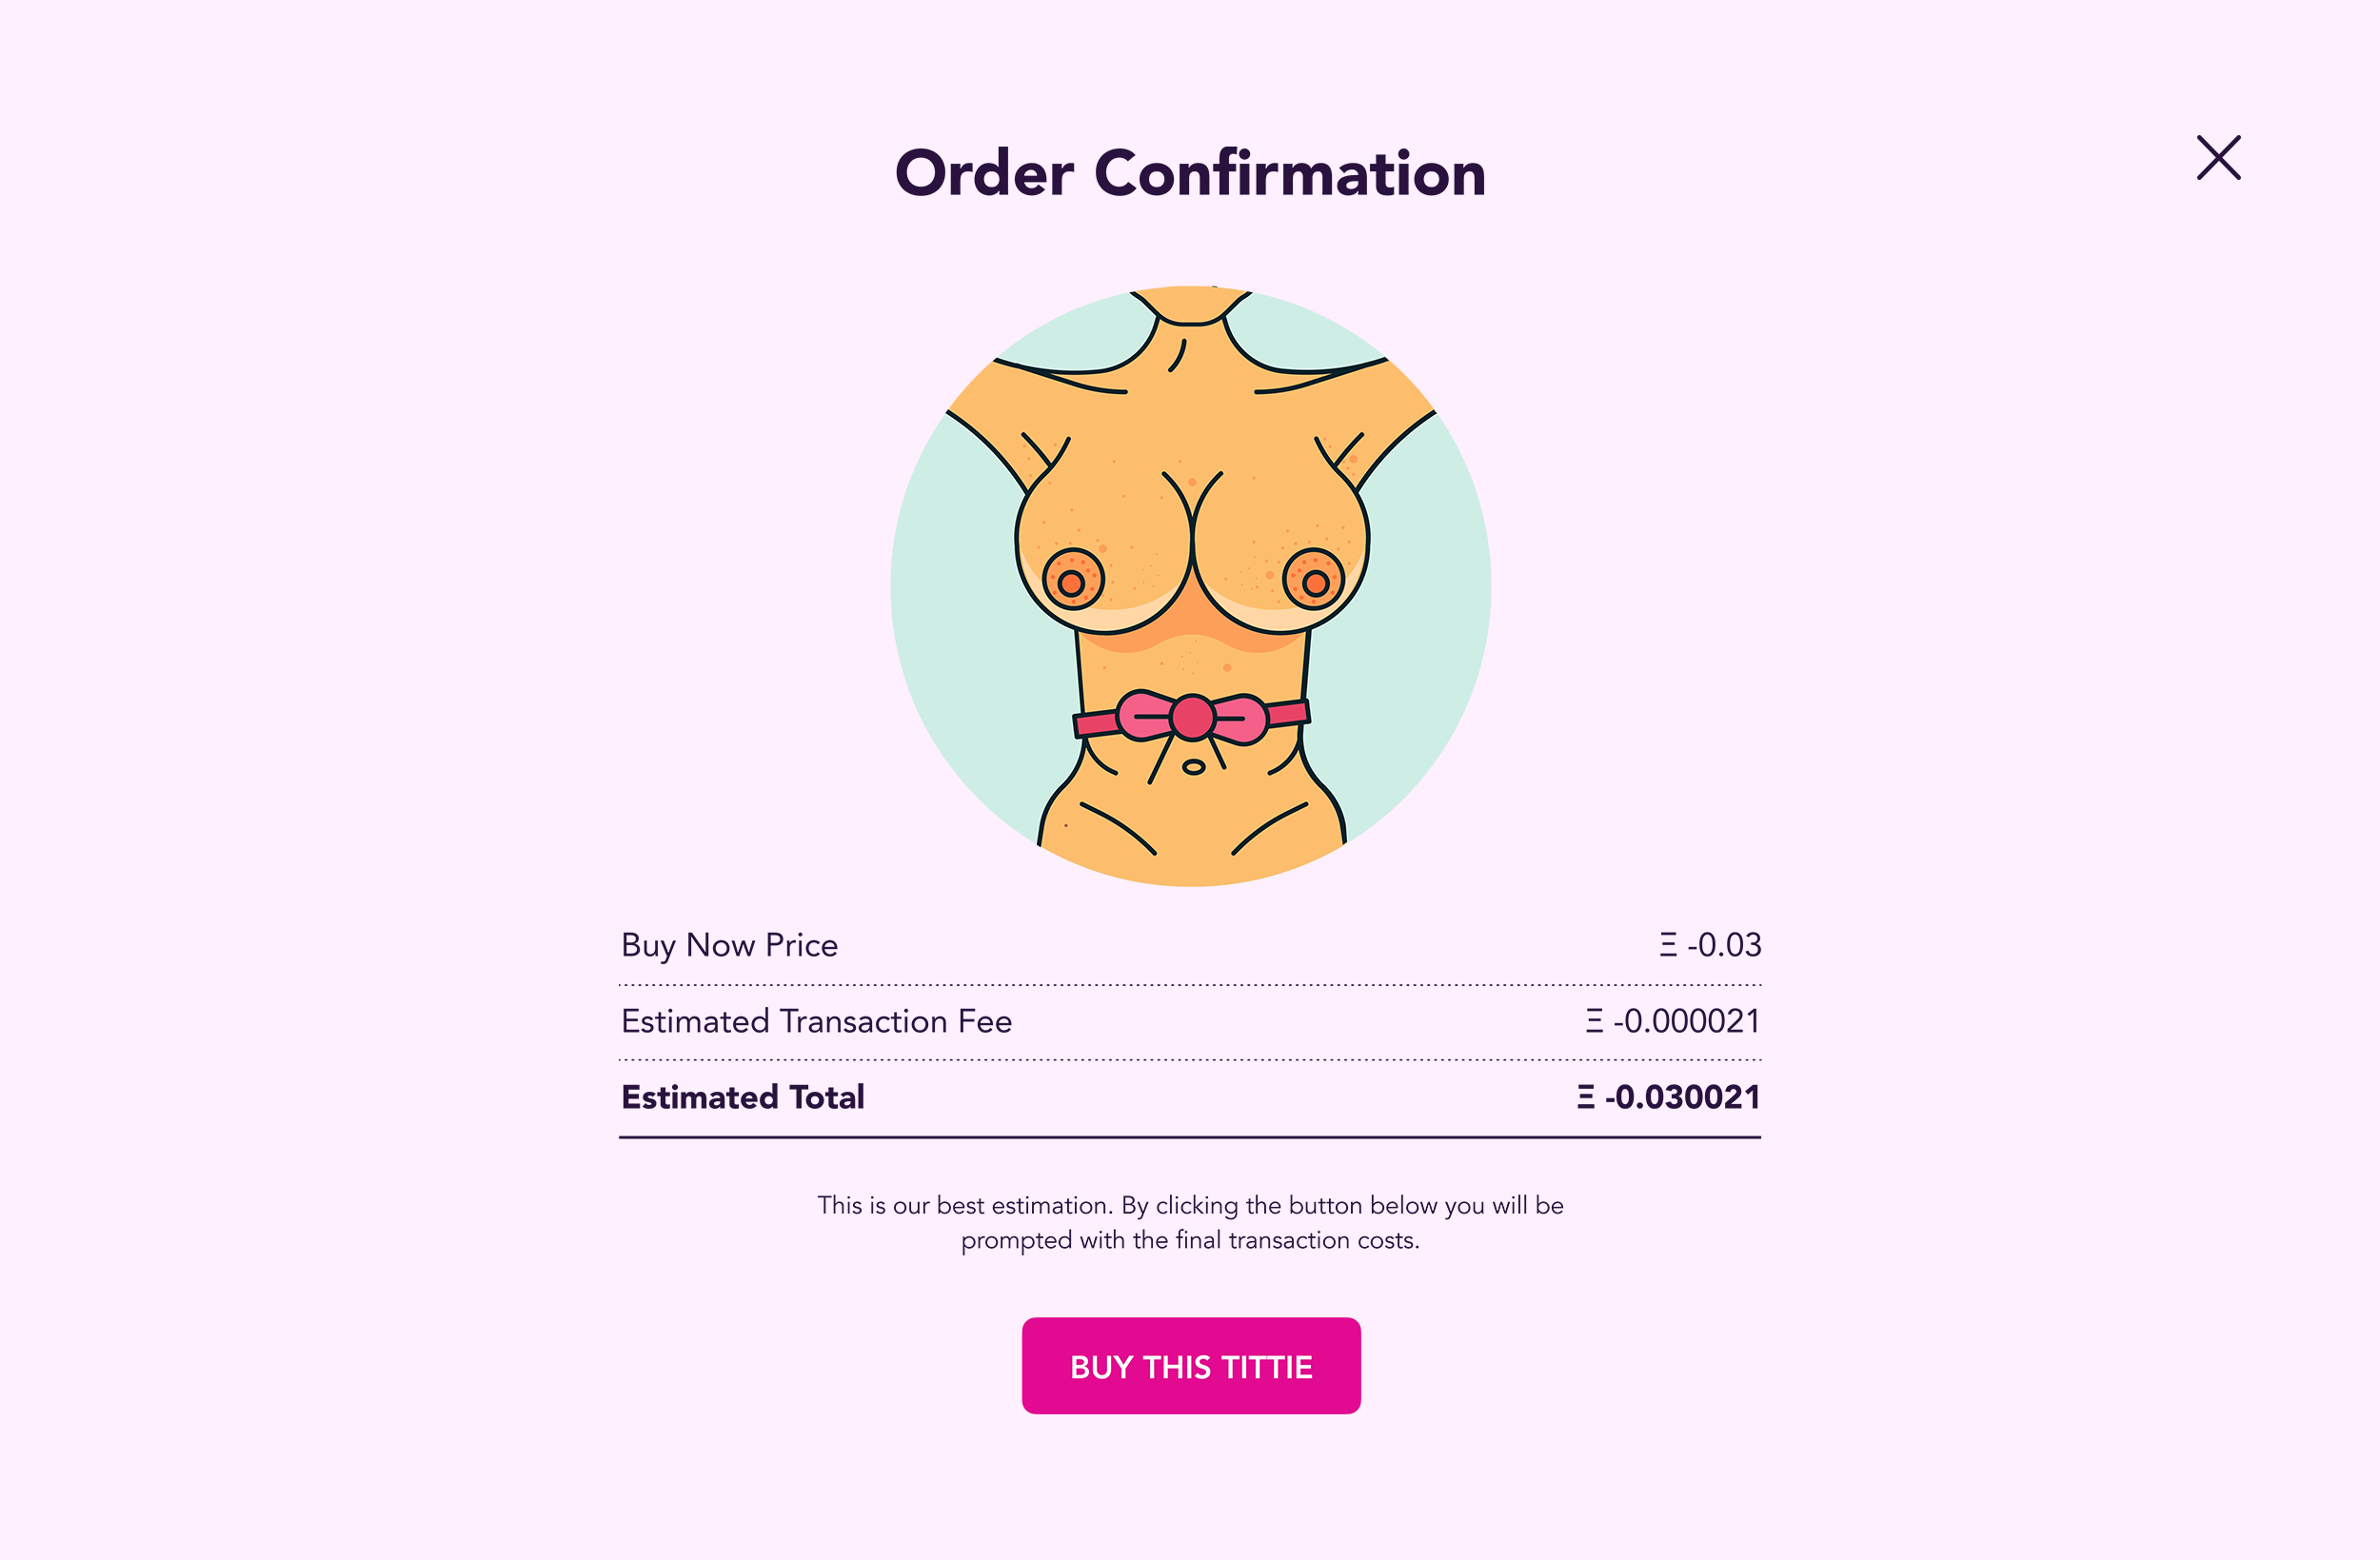 Order Confirmation
Buy Now Price Ξ -0.03
Estimated Transaction Fee Ξ -0.000021
Estimated Total Ξ -0.030021
This is our best estimation. By clicking the button below you will be
prompted with the final transaction costs.
BUY THIS TITTIE